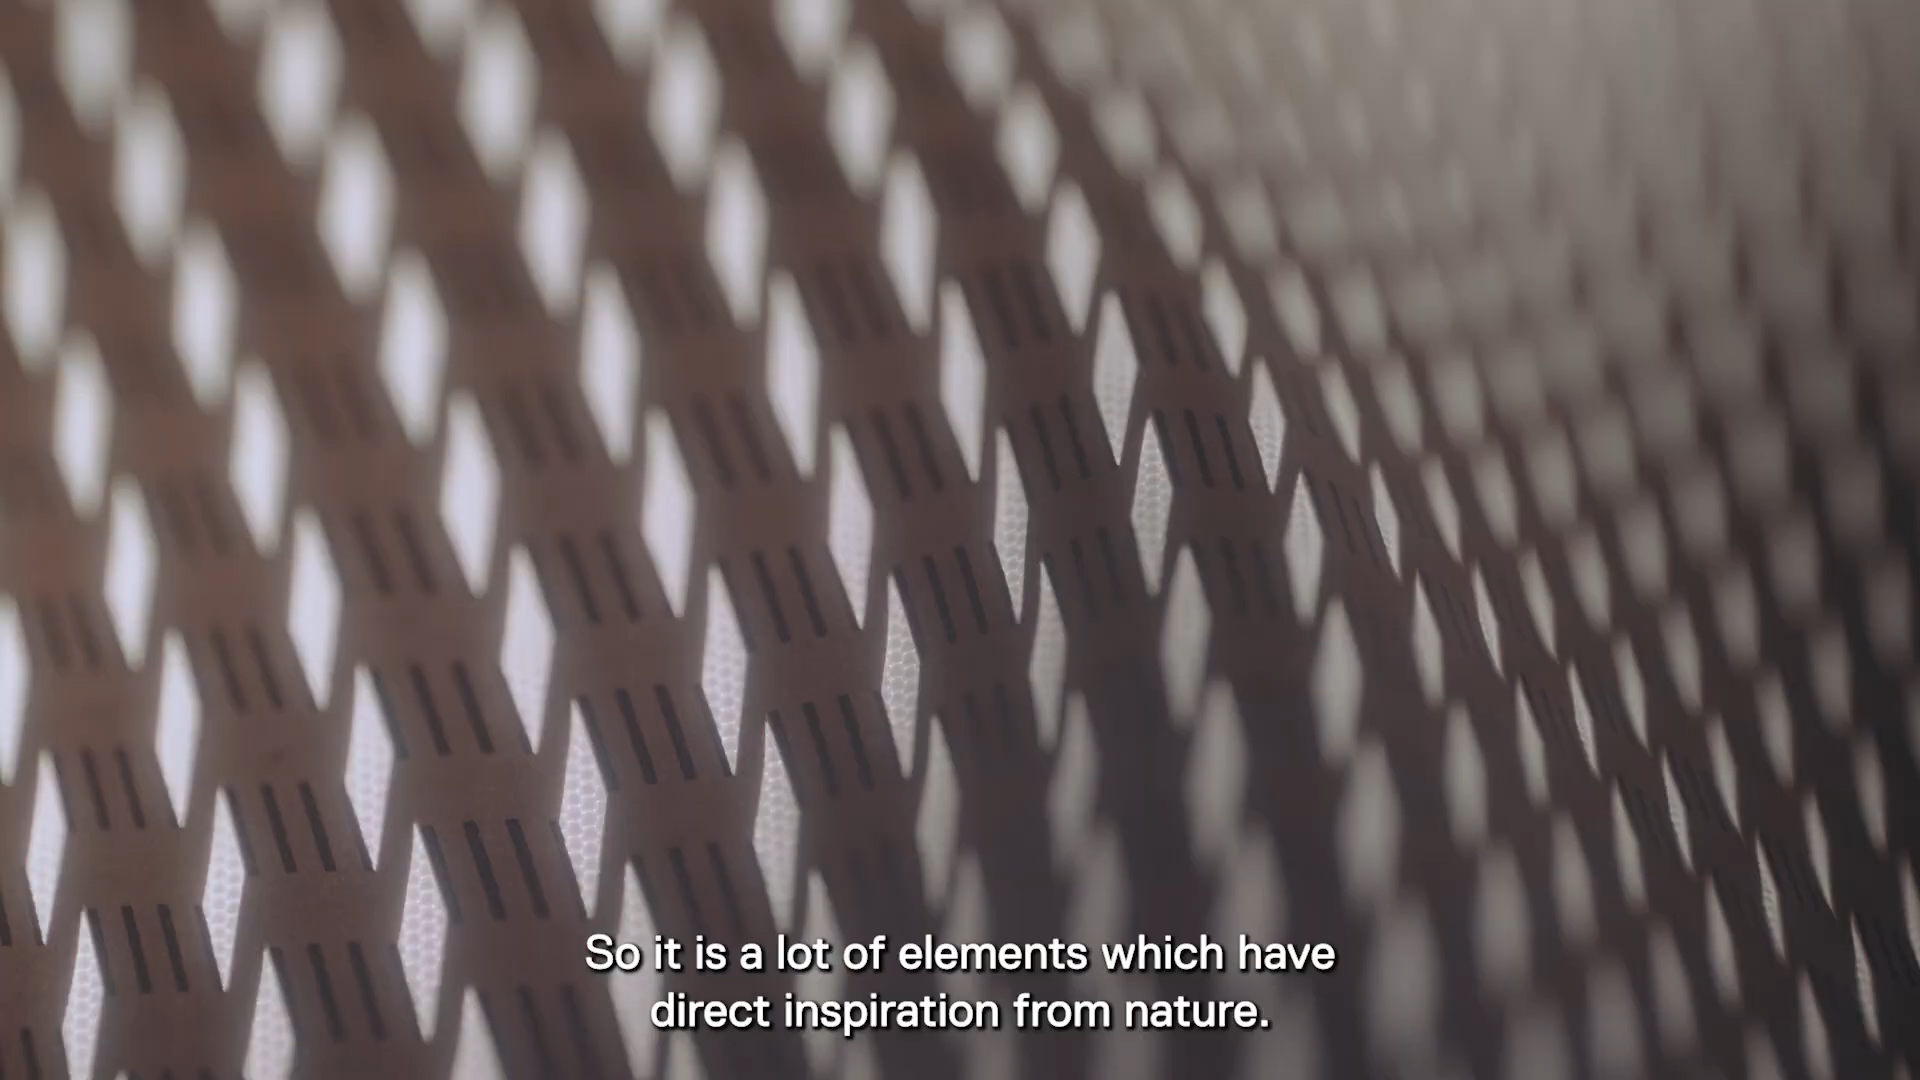 So it is a lot of elements which have
direct inspiration from nature.